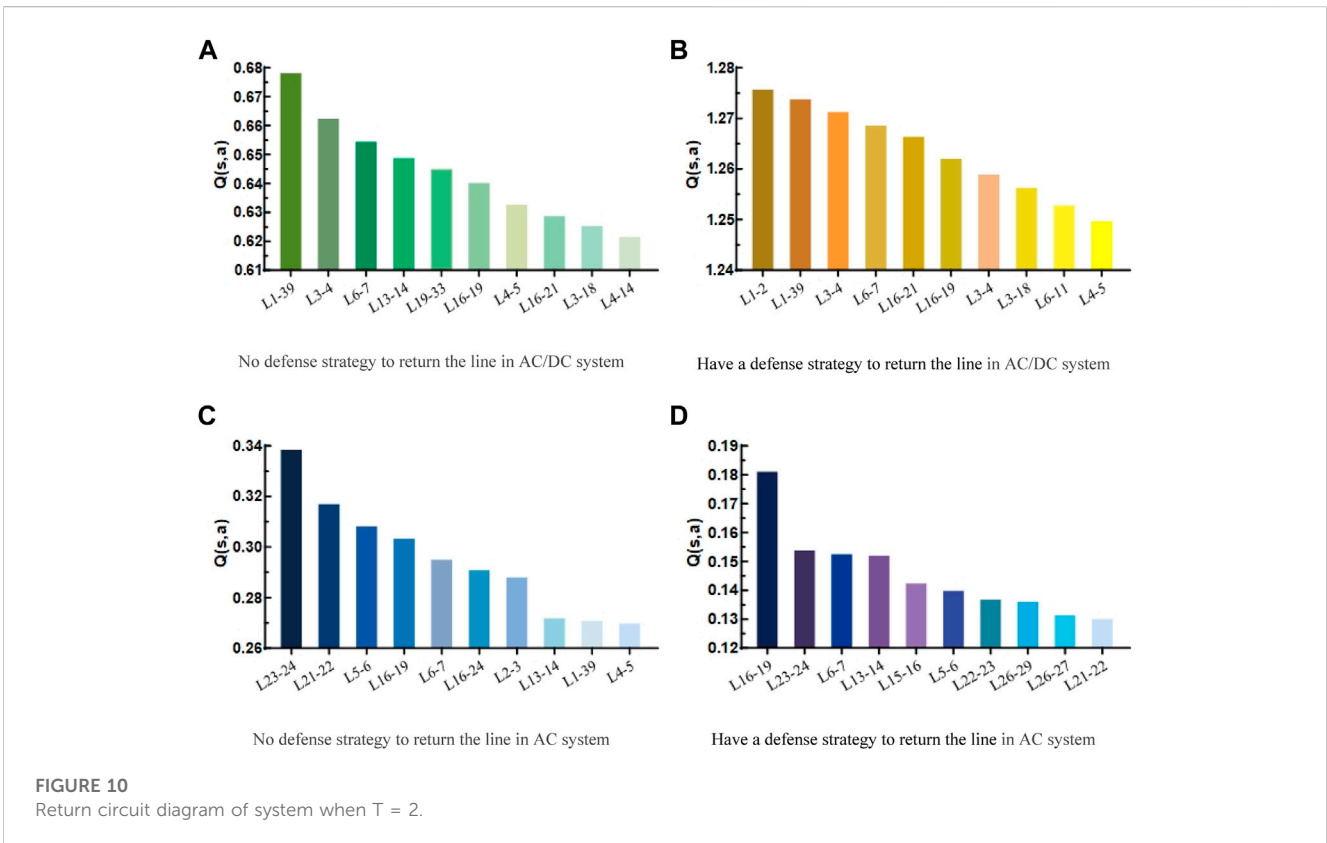 A
Q(s,a)
0.68
0.67
0.66
0.65
0.64
0.63
0.62
0.61
L1-39 L3-4 L6-7 L13-14 L19-33 L16-19 L4-5 L16-21 L3-18 L4-14
No defense strategy to return the line in AC/DC system
B
Q(s,a)
1.28
1.27
1.26
1.25
1.24
L1-2 L1-39 L3-4 L6-7 L16-21 L16-19 L3-4 L3-18 L6-11 L4-5
Have a defense strategy to return the line in AC/DC system
C
Q(s,a)
0.34
0.32
0.30
0.28
0.26
L23-24 L21-22 L5-6 L16-19 L6-7 L16-24 L2-3 L13-14 L1-39 L4-5
No defense strategy to return the line in AC system
D
Q(s,a)
0.19
0.18
0.17
0.16
0.15
0.14
0.13
0.12
L16-19 L23-24 L6-7 L13-14 L15-16 L5-6 L22-23 L26-29 L26-27 L21-22
Have a defense strategy to return the line in AC system
FIGURE 10
Return circuit diagram of system when T = 2.